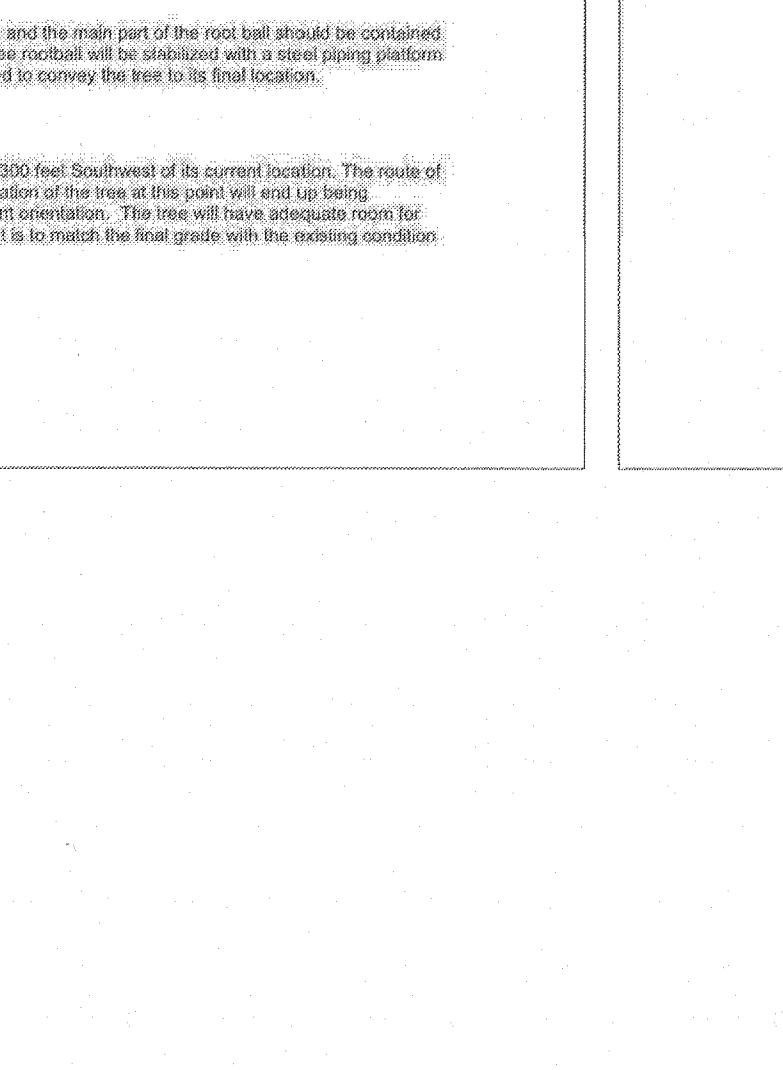 and the main part of the root ball should be contained
ee rootball will be stabilized with a steel piping platform
d to convey the tree to its final location.
300 feet Southwest of its current location. The route of
ation of the tree at this point will end up being
nt orientation. The tree will have adequate room for
t is to match the final grade with the existing condition